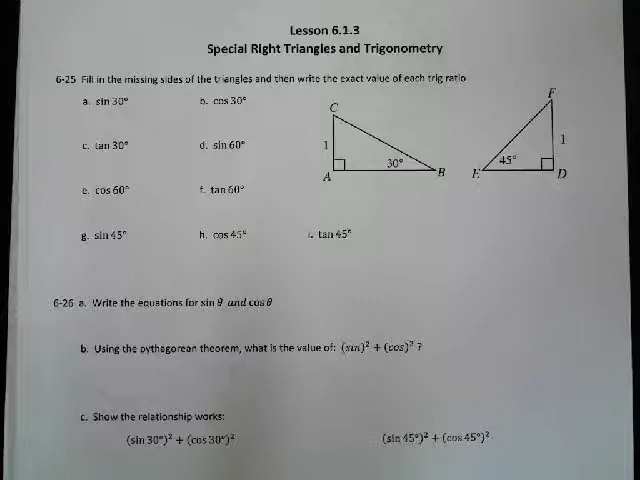 Lesson 6.1.3
Special Right Triangles and Trigonometry
6-25 Fill in the missing sides of the triangles and then write the exact value of each trig ratio
a. sin 30° b. cos 30°
c. tan 30° d. sin 60°
e. cos 60° f. tan 60°
g. sin 45° h. cos 45° i. tan 45°
C
1
A
30°
B
F
1
E
45°
D
6-26 a. Write the equations for sin θ and cos θ
b. Using the pythagorean theorem, what is the value of: (sin)² + (cos)² ?
c. Show the relationship works:
(sin 30°)² + (cos 30°)² (sin 45°)² + (cos 45°)²